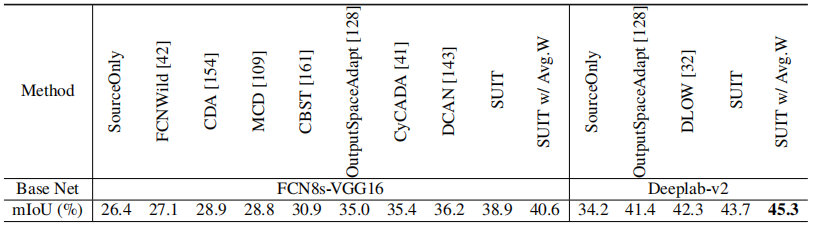 Method SourceOnly FCNWild [42] CDA [154] MCD [109] CBST [161] OutputSpaceAdapt [128] CyCADA [41] DCAN [143] SUIT SUIT w/ Avg.W SourceOnly OutputSpaceAdapt [128] DLOW [32] SUIT SUIT w/ Avg.W
Base Net FCN8s-VGG16 Deeplab-v2
mIoU (%) 26.4 27.1 28.9 28.8 30.9 35.0 35.4 36.2 38.9 40.6 34.2 41.4 42.3 43.7 45.3